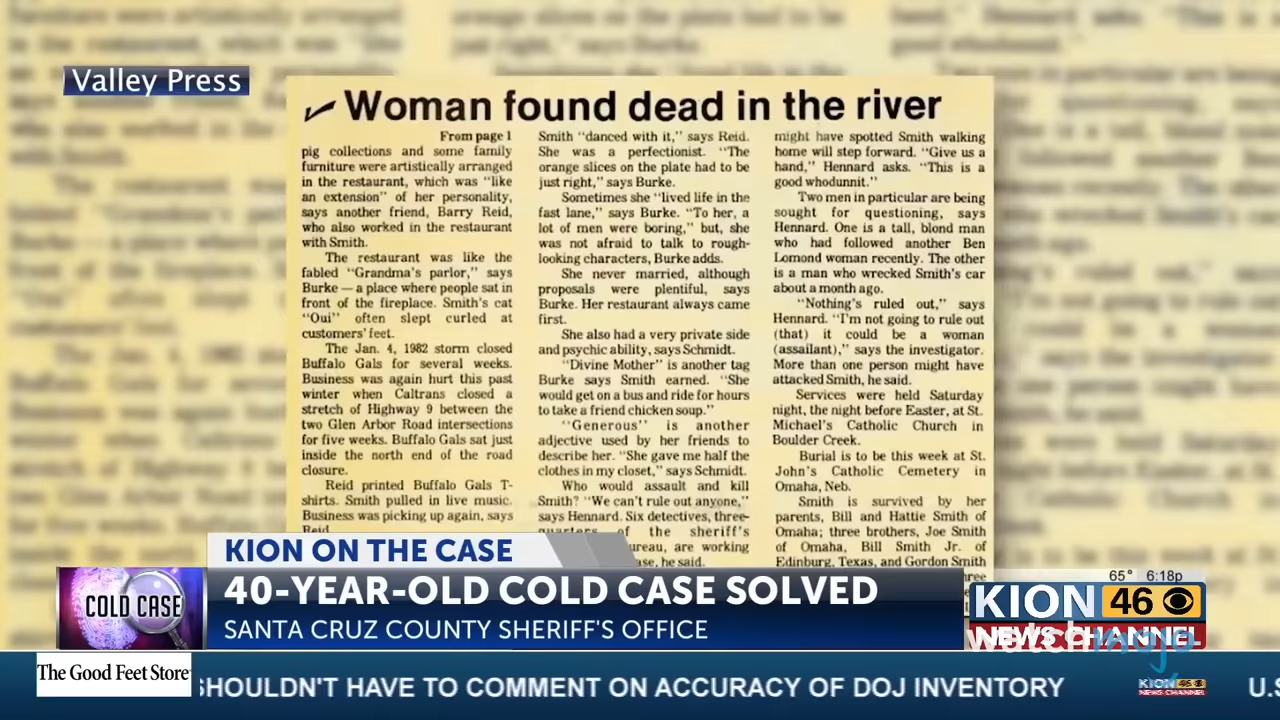 Valley Press
Woman found dead in the river
From page 1
pig collections and some family
furniture were artistically arranged
in the restaurant, which was "like
an extension" of her personality,
says another friend, Barry Reid,
who also worked in the restaurant
with Smith.
The restaurant was like the
fabled "Grandma's parlor," says
Burke — a place where people sat in
front of the fireplace. Smith's cat
"Oui" often slept curled at
customers' feet.
The Jan. 4, 1982 storm closed
Buffalo Gals for several weeks.
Business was again hurt this past
winter when Caltrans closed a
stretch of Highway 9 between the
two Glen Arbor Road intersections
for five weeks. Buffalo Gals sat just
inside the north end of the road
closure.
Reid printed Buffalo Gals T-
shirts. Smith pulled in live music.
Business was picking up again, says
Reid.
Smith "danced with it," says Reid.
She was a perfectionist. "The
orange slices on the plate had to be
just right," says Burke.
Sometimes she "lived life in the
fast lane," says Burke. "To her, a
lot of men were boring," but, she
was not afraid to talk to rough-
looking characters, Burke adds.
She never married, although
proposals were plentiful, says
Burke. Her restaurant always came
first.
She also had a very private side
and psychic ability, says Schmidt.
"Divine Mother" is another tag
Burke says Smith earned. "She
would get on a bus and ride for hours
to take a friend chicken soup."
"Generous" is another
adjective used by her friends to
describe her. "She gave me half the
clothes in my closet," says Schmidt.
Who would assault and kill
Smith? "We can't rule out anyone,"
says Hennard. Six detectives, three-
quarters of the sheriff's
ureau, are working
ase, he said.
might have spotted Smith walking
home will step forward. "Give us a
hand," Hennard asks. "This is a
good whodunnit."
Two men in particular are being
sought for questioning, says
Hennard. One is a tall, blond man
who had followed another Ben
Lomond woman recently. The other
is a man who wrecked Smith's car
about a month ago.
"Nothing's ruled out," says
Hennard. "I'm not going to rule out
(that) it could be a woman
(assailant)," says the investigator.
More than one person might have
attacked Smith, he said.
Services were held Saturday
night, the night before Easter, at St.
Michael's Catholic Church in
Boulder Creek.
Burial is to be this week at St.
John's Catholic Cemetery in
Omaha, Neb.
Smith is survived by her
parents, Bill and Hattie Smith of
Omaha; three brothers, Joe Smith
of Omaha, Bill Smith Jr. of
Edinburg, Texas, and Gordon Smith
KION ON THE CASE
COLD CASE
40-YEAR-OLD COLD CASE SOLVED
SANTA CRUZ COUNTY SHERIFF'S OFFICE
65° 6:18p
KION 46
NEWS CHANNEL
watchmojo
The Good Feet Store
SHOULDN'T HAVE TO COMMENT ON ACCURACY OF DOJ INVENTORY
KION 46
NEWS CHANNEL
U.S